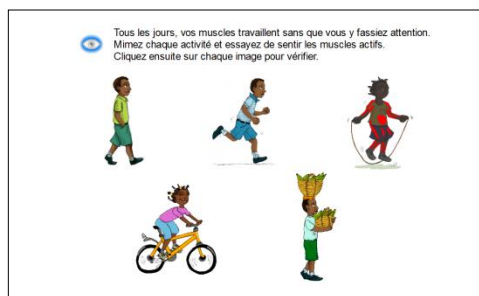 Tous les jours, vos muscles travaillent sans que vous y fassiez attention.
Mimez chaque activité et essayez de sentir les muscles actifs.
Cliquez ensuite sur chaque image pour vérifier.